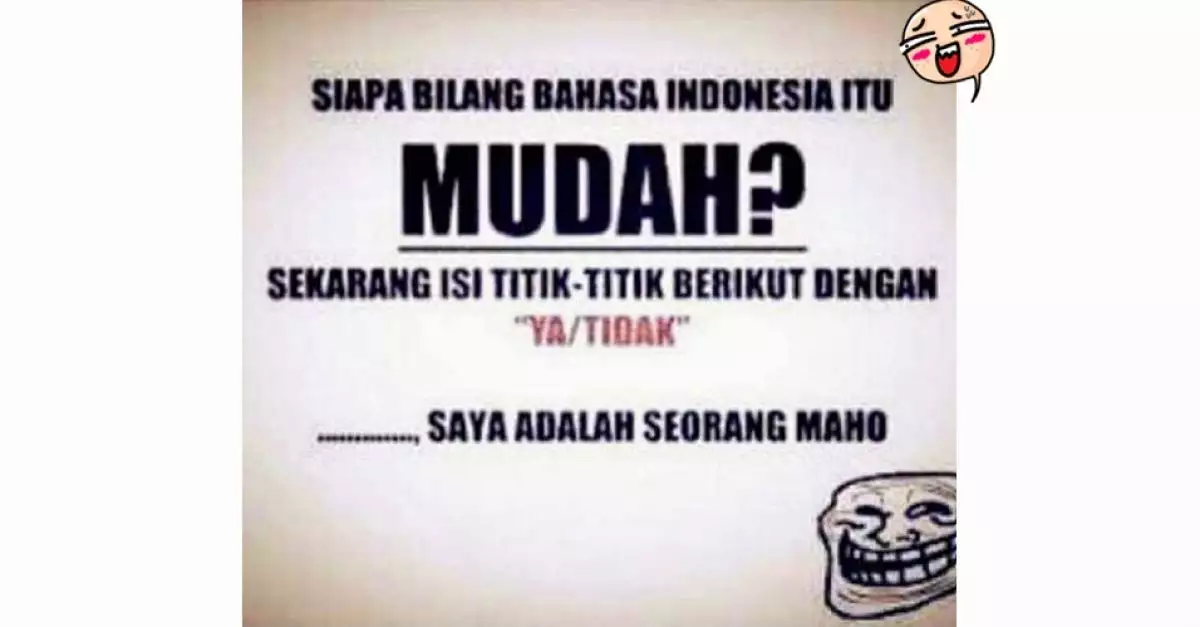 SIAPA BILANG BAHASA INDONESIA ITU
MUDAH?
SEKARANG ISI TITIK-TITIK BERIKUT DENGAN
"YA/TIDAK"
............., SAYA ADALAH SEORANG MAHO